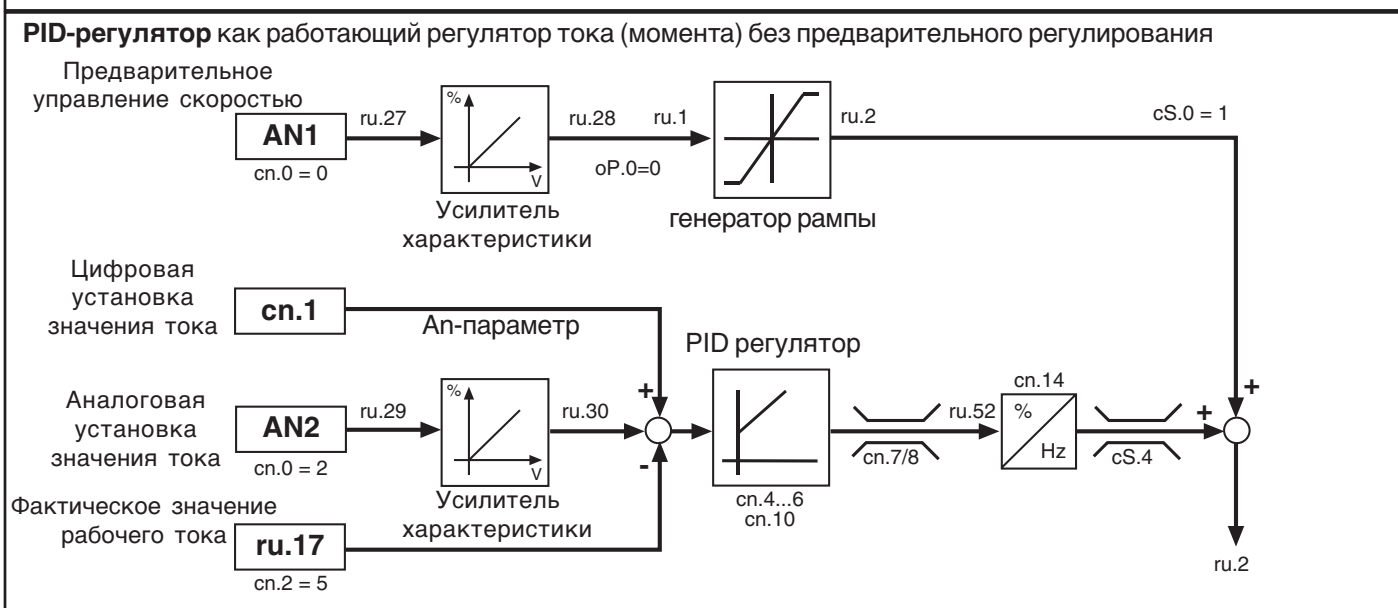 PID-регулятор как работающий регулятор тока (момента) без предварительного регулирования
Предварительное
управление скоростью
AN1
cn.0 = 0
ru.27
%
V
Усилитель
характеристики
ru.28
ru.1
oP.0=0
генератор рампы
ru.2
cS.0 = 1
Цифровая
установка
значения тока
cn.1
An-параметр
Аналоговая
установка
значения тока
AN2
cn.0 = 2
ru.29
%
V
Усилитель
характеристики
ru.30
+
-
PID регулятор
cn.4...6
cn.10
cn.7/8
ru.52
cn.14
%
Hz
cS.4
+
+
ru.2
Фактическое значение
рабочего тока
ru.17
cn.2 = 5